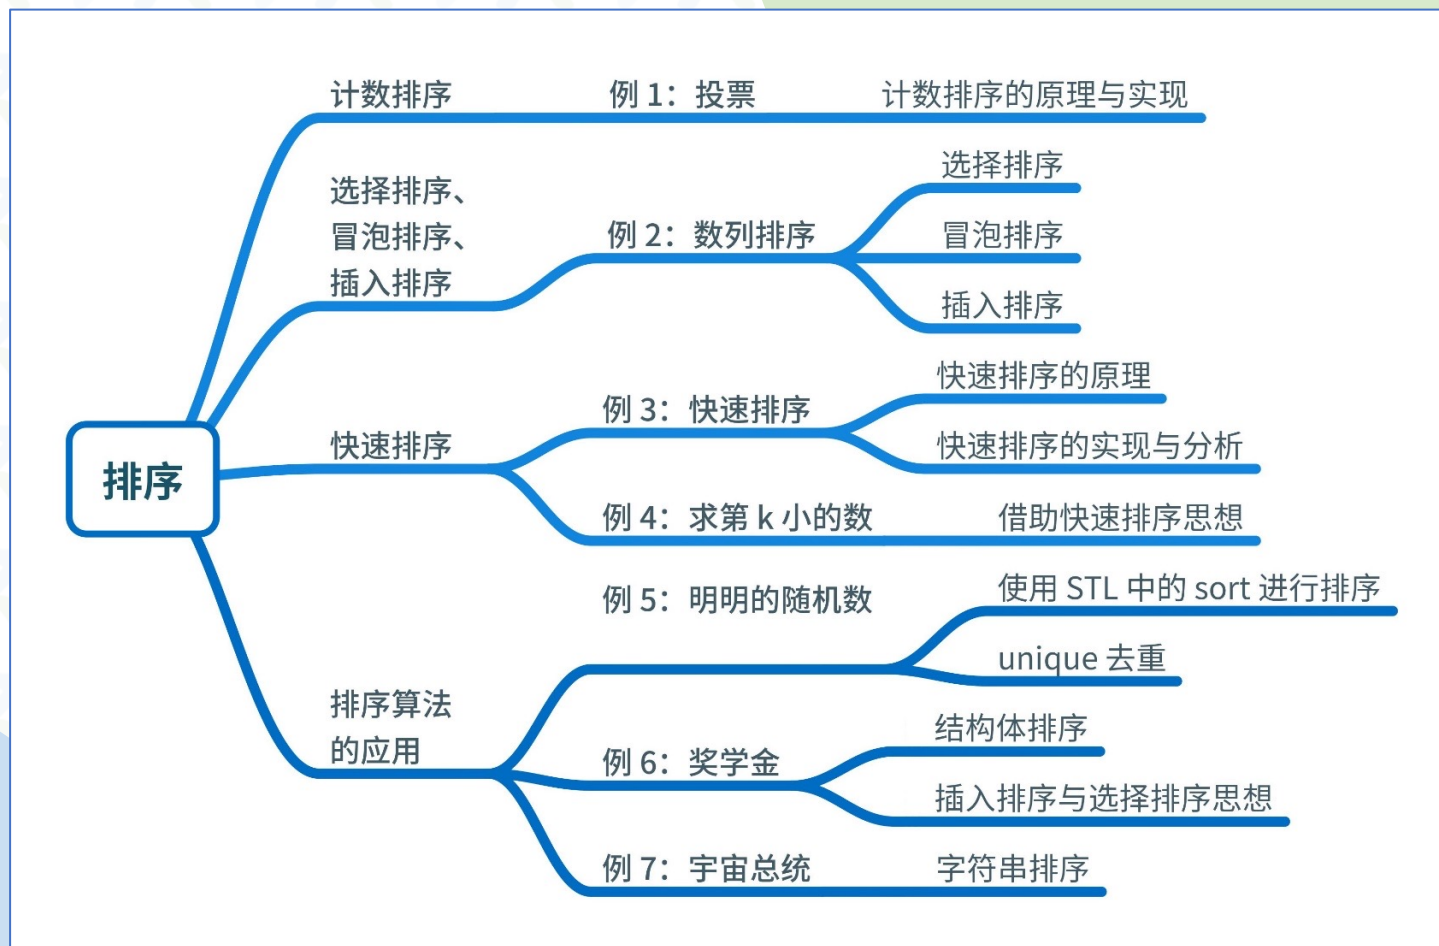 排序
计数排序
例 1：投票
计数排序的原理与实现
选择排序、
冒泡排序、
插入排序
例 2：数列排序
选择排序
冒泡排序
插入排序
快速排序
例 3：快速排序
快速排序的原理
快速排序的实现与分析
例 4：求第 k 小的数
借助快速排序思想
排序算法
的应用
例 5：明明的随机数
使用 STL 中的 sort 进行排序
unique 去重
例 6：奖学金
结构体排序
插入排序与选择排序思想
例 7：宇宙总统
字符串排序